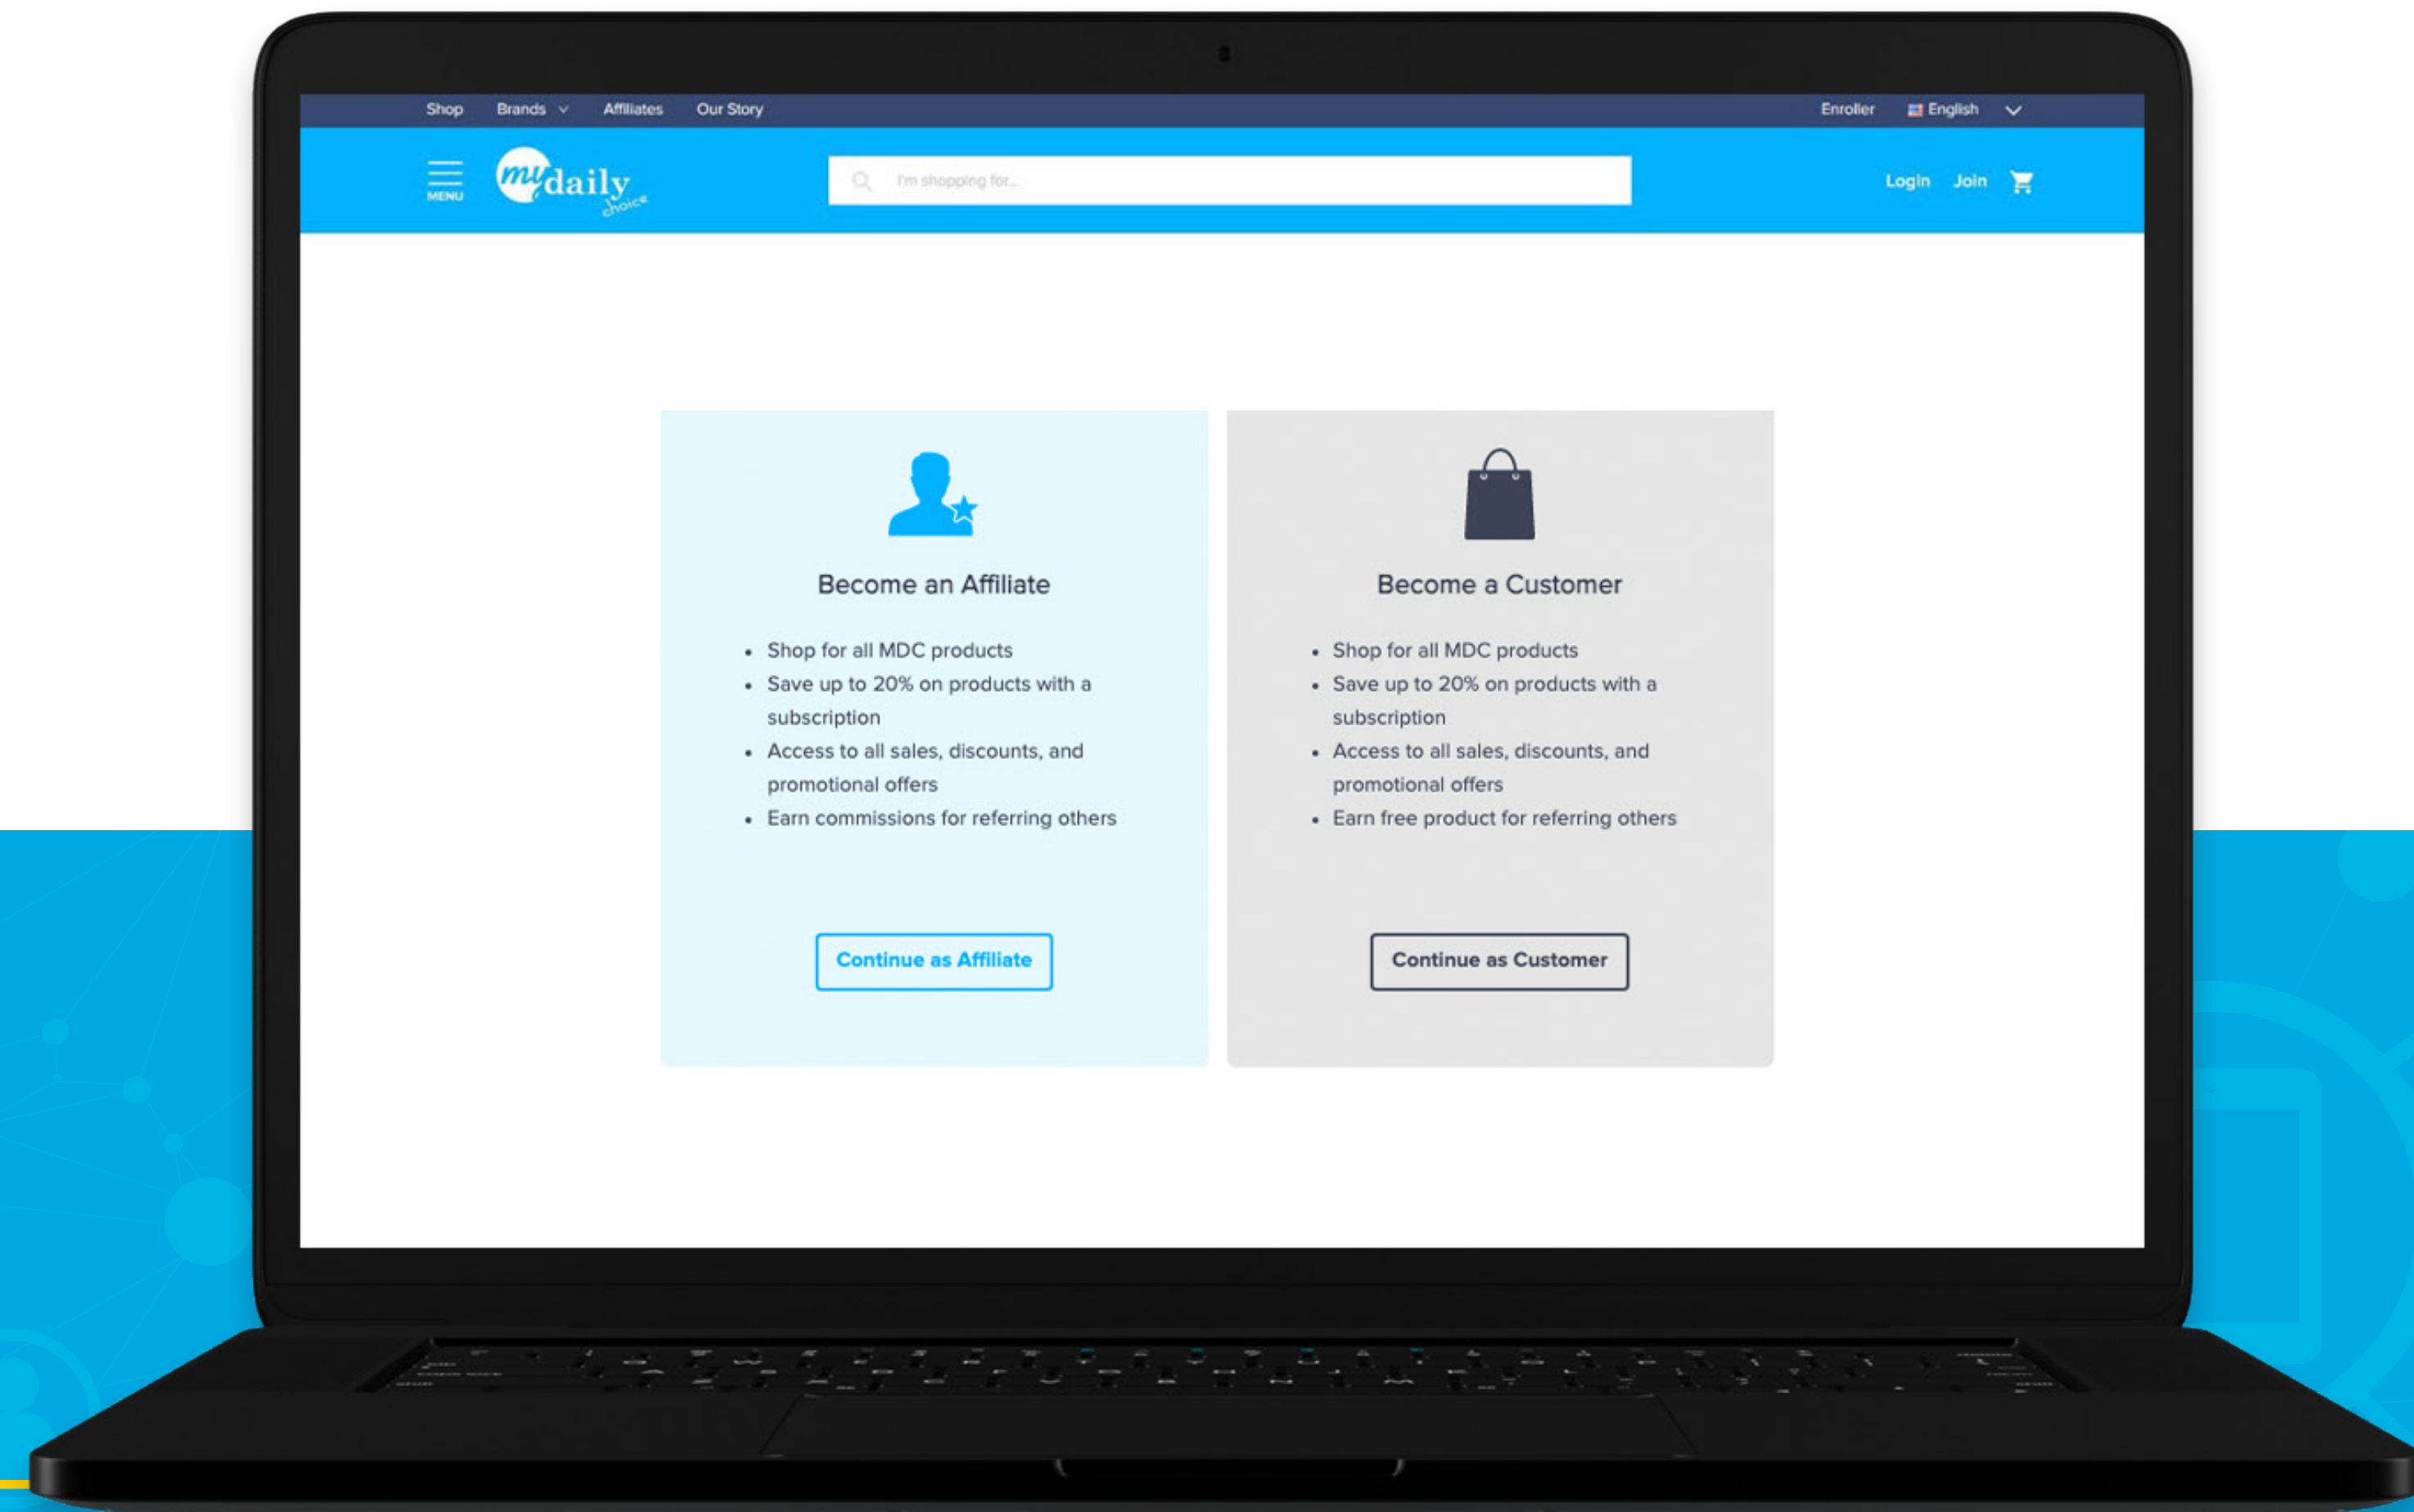 Shop Brands Affiliates Our Story Enroller English
MENU
my daily choice
I'm shopping for...
Login Join
Become an Affiliate
Shop for all MDC products
Save up to 20% on products with a
subscription
Access to all sales, discounts, and
promotional offers
Earn commissions for referring others
Continue as Affiliate
Become a Customer
Shop for all MDC products
Save up to 20% on products with a
subscription
Access to all sales, discounts, and
promotional offers
Earn free product for referring others
Continue as Customer